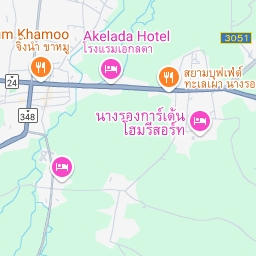 um Khamoo
จิ้งน่ำ ขาหมู
Akelada Hotel
โรงแรมเอกลดา
3051
24
สยามบุฟเฟ่ต์
ทะเลเผา นางรอ
นางรองการ์เด้น
โฮมรีสอร์ท
348